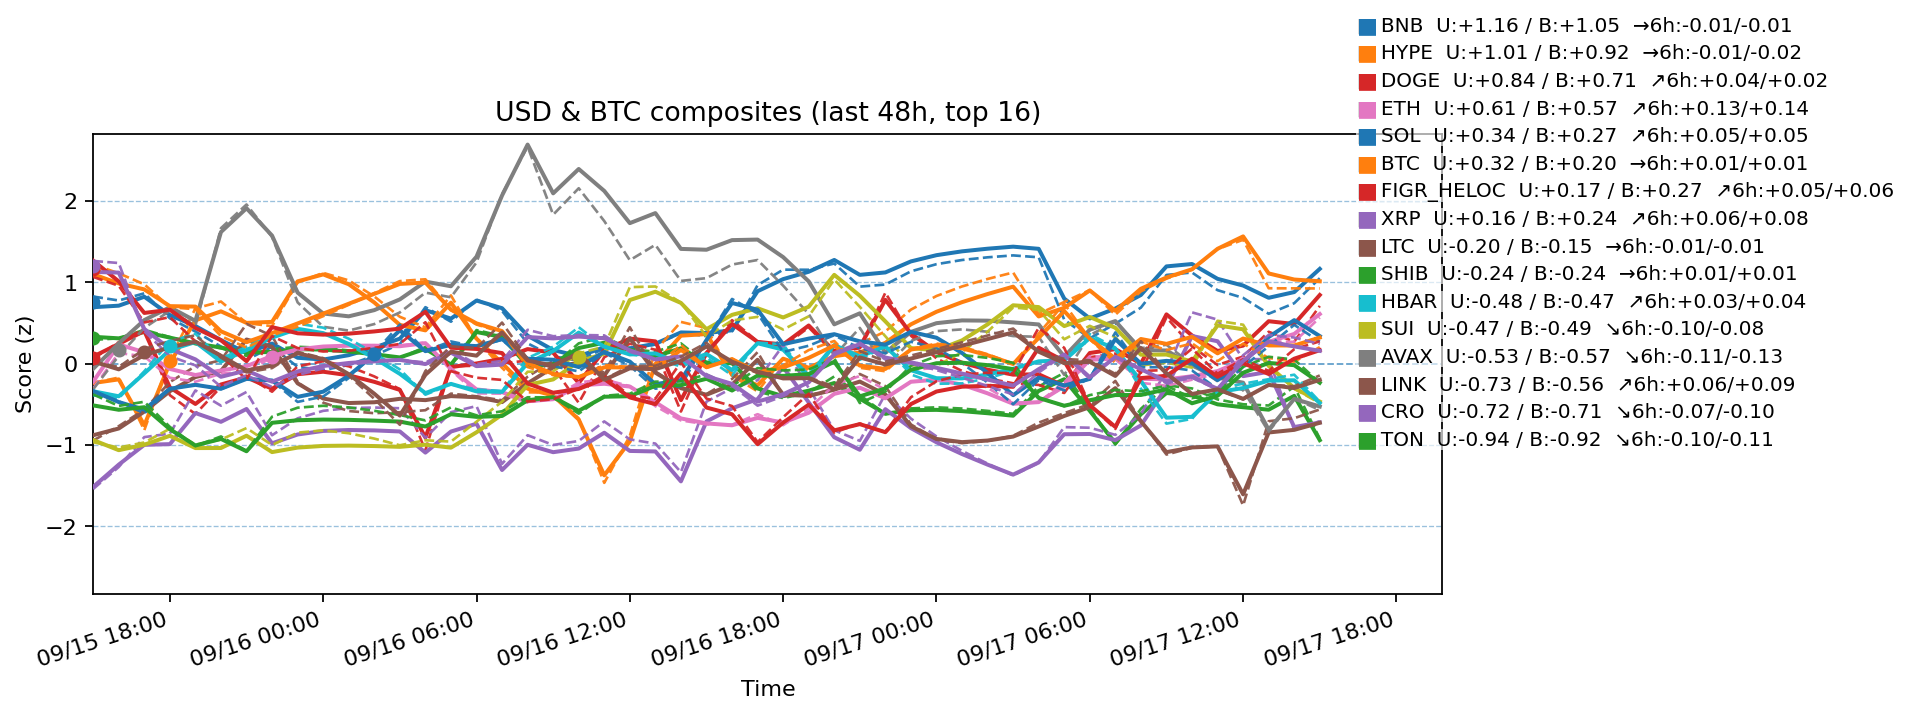 BNB U:+1.16 / B:+1.05 →6h:-0.01/-0.01
HYPE U:+1.01 / B:+0.92 →6h:-0.01/-0.02
DOGE U:+0.84 / B:+0.71 ↗6h:+0.04/+0.02
ETH U:+0.61 / B:+0.57 ↗6h:+0.13/+0.14
SOL U:+0.34 / B:+0.27 ↗6h:+0.05/+0.05
BTC U:+0.32 / B:+0.20 →6h:+0.01/+0.01
FIGR_HELOC U:+0.17 / B:+0.27 ↗6h:+0.05/+0.06
XRP U:+0.16 / B:+0.24 ↗6h:+0.06/+0.08
LTC U:-0.20 / B:-0.15 →6h:-0.01/-0.01
SHIB U:-0.24 / B:-0.24 →6h:+0.01/+0.01
HBAR U:-0.48 / B:-0.47 ↗6h:+0.03/+0.04
SUI U:-0.47 / B:-0.49 ↘6h:-0.10/-0.08
AVAX U:-0.53 / B:-0.57 ↘6h:-0.11/-0.13
LINK U:-0.73 / B:-0.56 ↗6h:+0.06/+0.09
CRO U:-0.72 / B:-0.71 ↘6h:-0.07/-0.10
TON U:-0.94 / B:-0.92 ↘6h:-0.10/-0.11
USD & BTC composites (last 48h, top 16)
Score (z)
2
1
0
−1
−2
09/15 18:00
09/16 00:00
09/16 06:00
09/16 12:00
09/16 18:00
09/17 00:00
09/17 06:00
09/17 12:00
09/17 18:00
Time